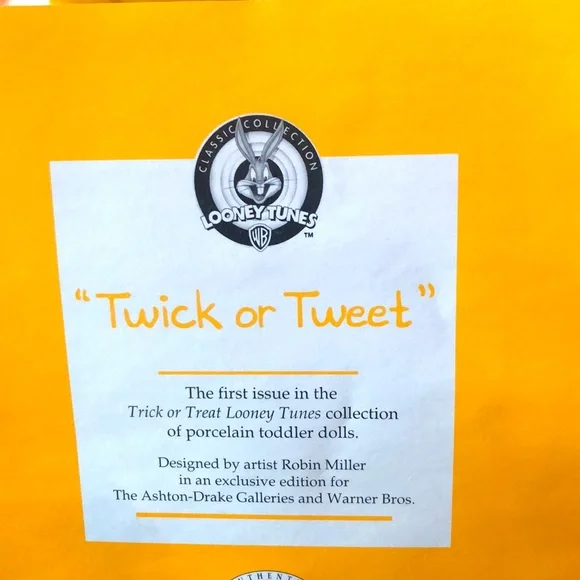 CLASSIC COLLECTION
LOONEY TUNES
WB
TM
"Twick or Tweet"
The first issue in the
Trick or Treat Looney Tunes collection
of porcelain toddler dolls.
Designed by artist Robin Miller
in an exclusive edition for
The Ashton-Drake Galleries and Warner Bros.